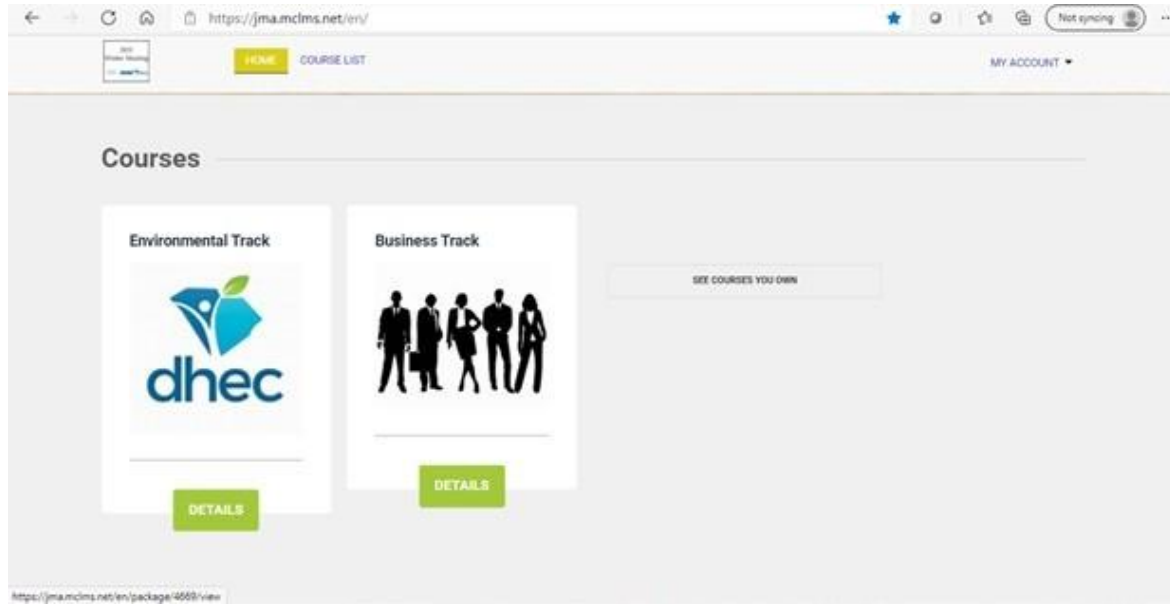 https://jma.mclms.net/en/
Not syncing
HOME
COURSE LIST
MY ACCOUNT
Courses
Environmental Track
Business Track
dhec
SEE COURSES YOU OWN
DETAILS
DETAILS
https://jma.mclms.net/en/package/4669/view